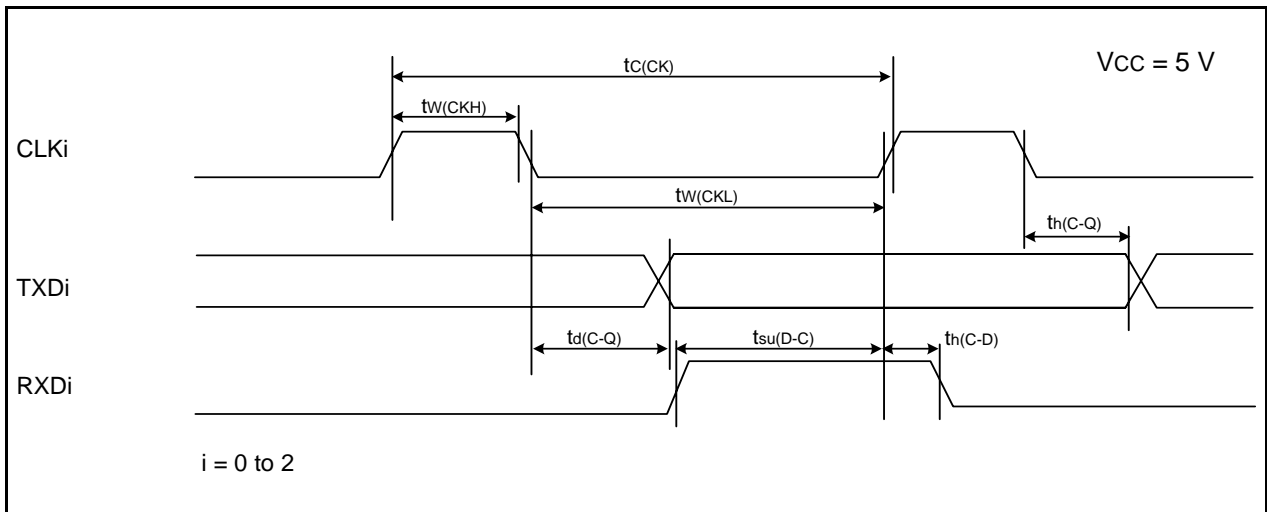 VCC = 5 V
tC(CK)
tW(CKH)
CLKi
tW(CKL)
th(C-Q)
TXDi
td(C-Q)
tsu(D-C)
th(C-D)
RXDi
i = 0 to 2